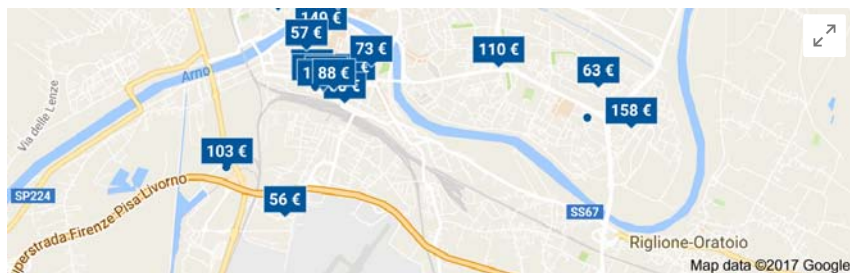 149 €
57 €
73 €
110 €
88 €
63 €
158 €
Arno
Via delle Lenze
103 €
SP224
56 €
SS67
Superstrada Firenze Pisa Livorno
Riglione-Oratoio
Map data ©2017 Google